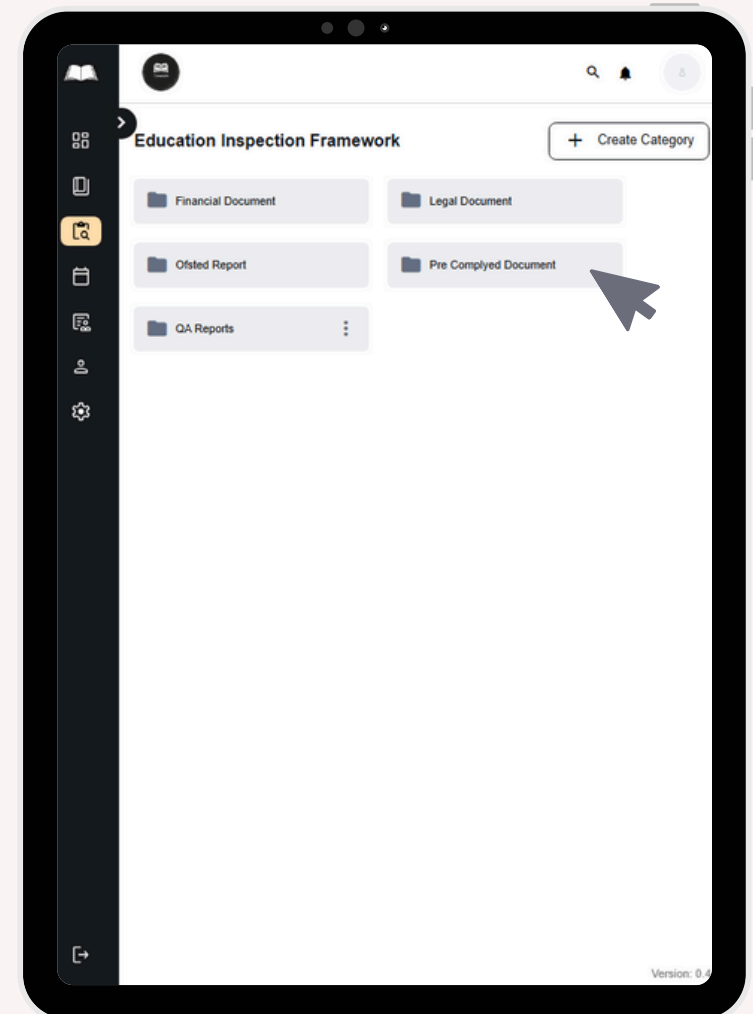 Education Inspection Framework
+ Create Category
Financial Document
Legal Document
Ofsted Report
Pre Complyed Document
QA Reports
Version: 0.4